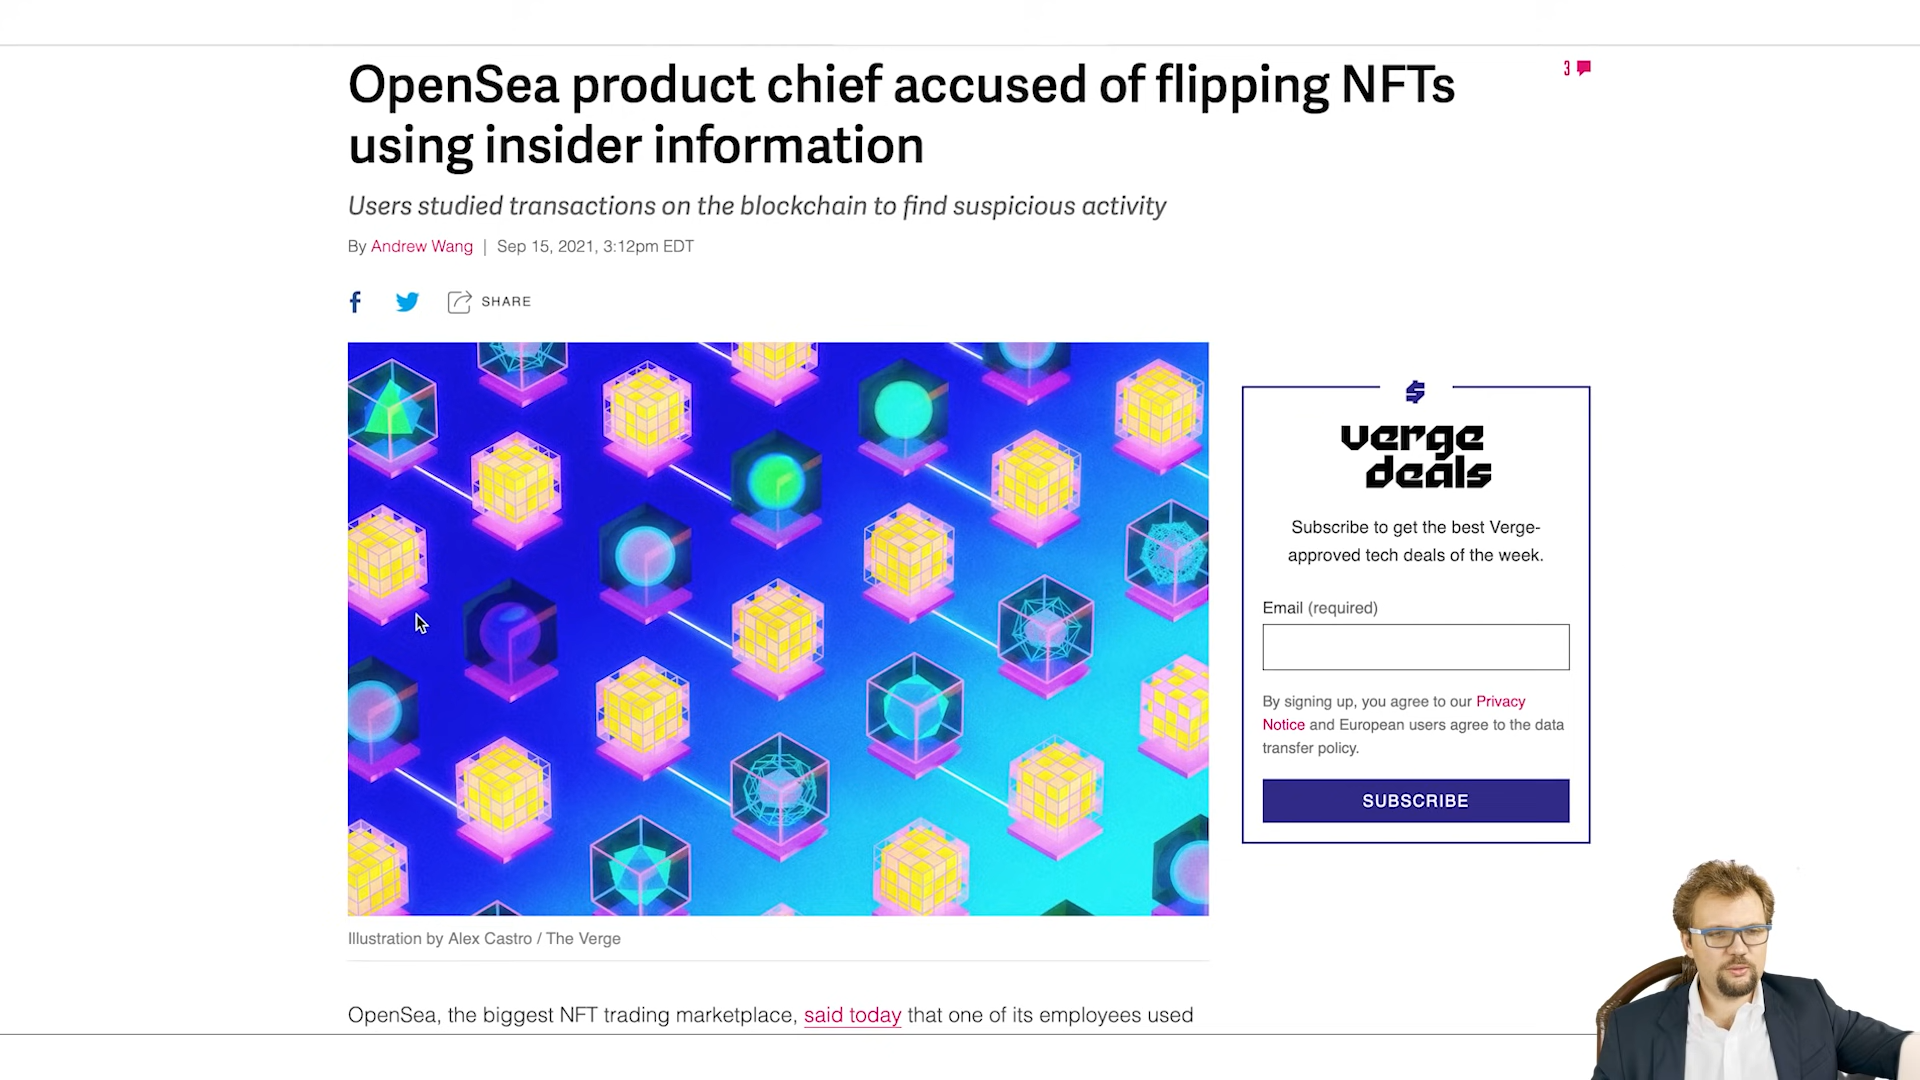 OpenSea product chief accused of flipping NFTs
using insider information
3
Users studied transactions on the blockchain to find suspicious activity
By Andrew Wang | Sep 15, 2021, 3:12pm EDT
f
SHARE
Illustration by Alex Castro / The Verge
OpenSea, the biggest NFT trading marketplace, said today that one of its employees used
$
verge
deals
Subscribe to get the best Verge-
approved tech deals of the week.
Email (required)
By signing up, you agree to our Privacy
Notice and European users agree to the data
transfer policy.
SUBSCRIBE